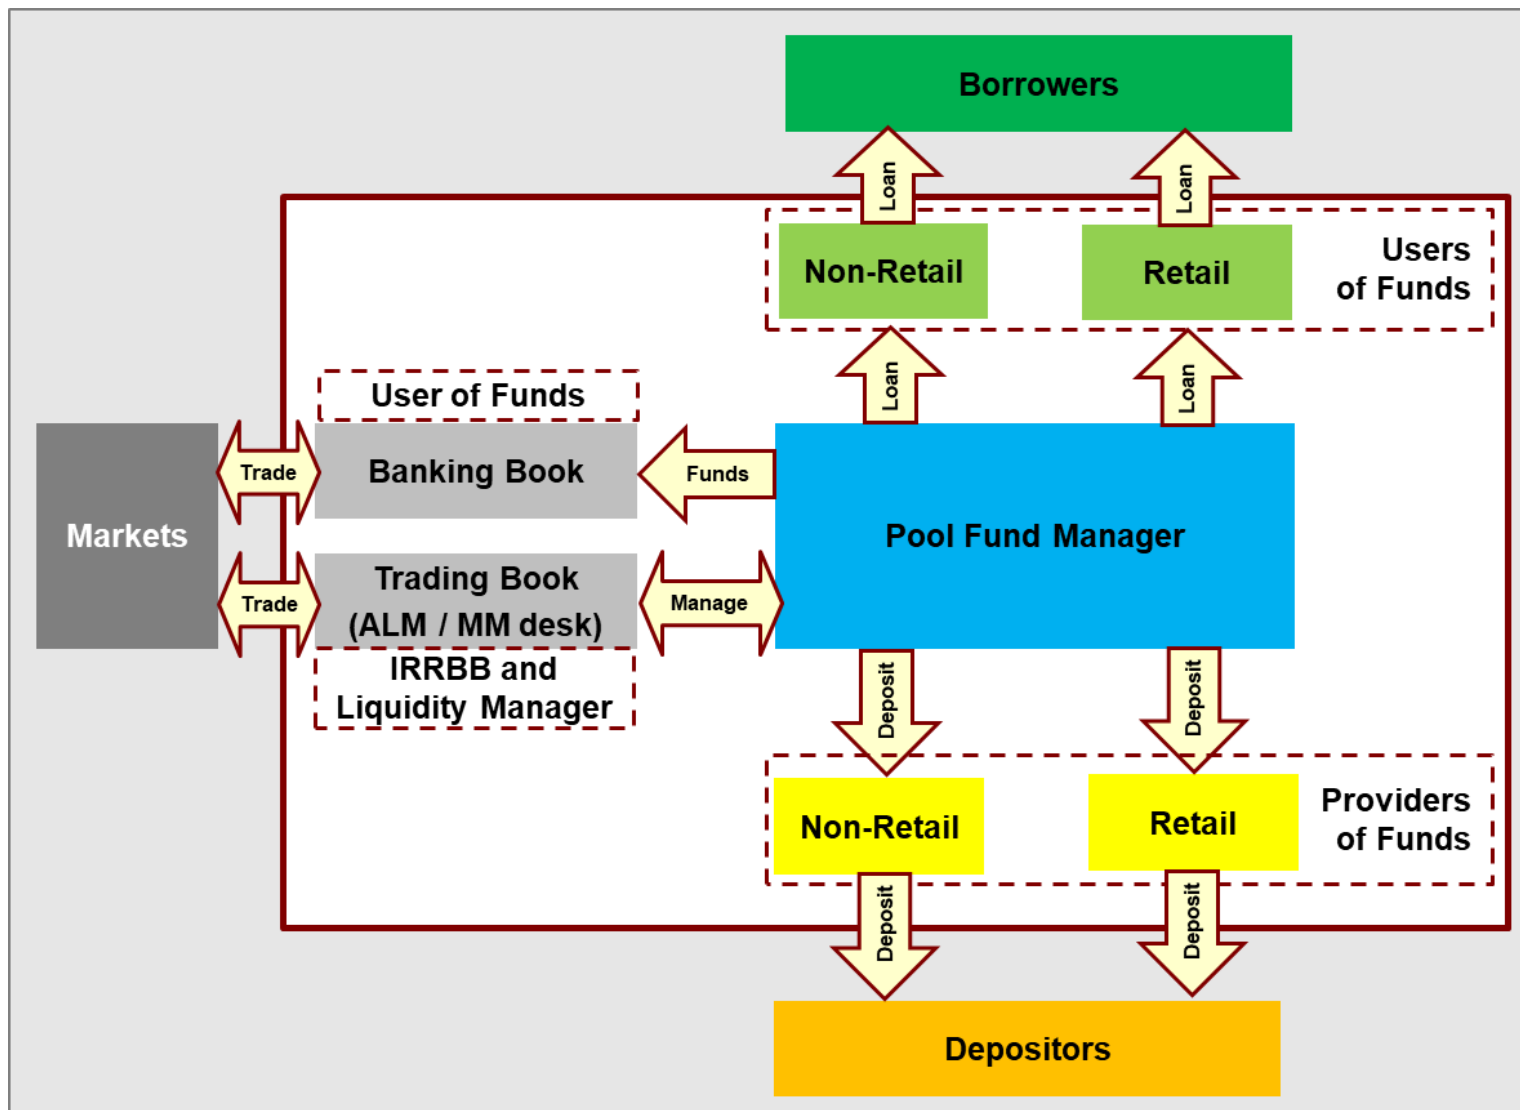 Borrowers
Loan
Loan
Non-Retail
Retail
Users
of Funds
Loan
Loan
User of Funds
Markets
Trade
Banking Book
Funds
Pool Fund Manager
Trade
Trading Book
(ALM / MM desk)
Manage
IRRBB and
Liquidity Manager
Deposit
Deposit
Non-Retail
Retail
Providers
of Funds
Deposit
Deposit
Depositors